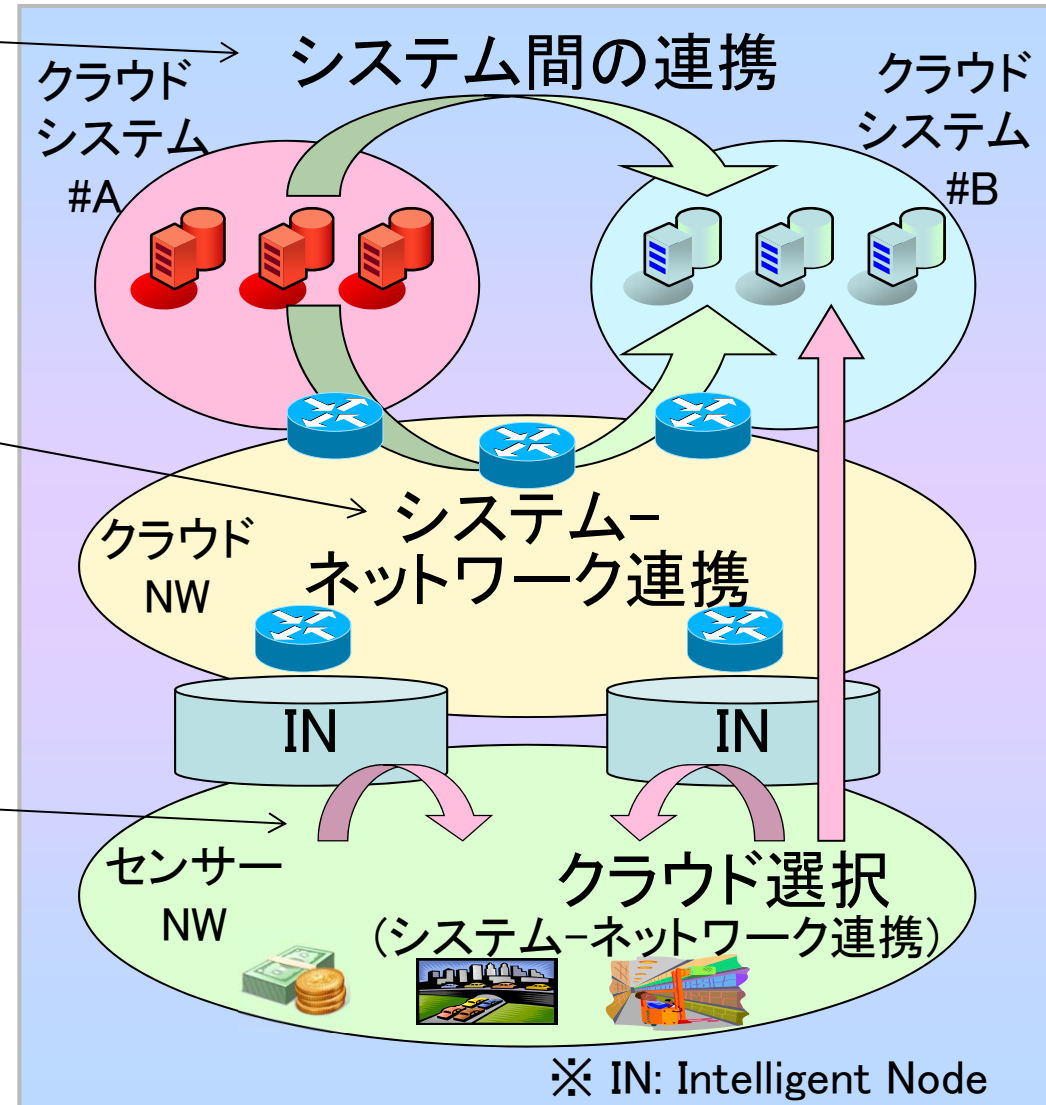 システム間の連携
クラウド
システム
#A
クラウド
システム
#B
システム−
ネットワーク連携
クラウド
NW
IN
IN
センサー
NW
クラウド選択
(システム−ネットワーク連携)
※ IN: Intelligent Node